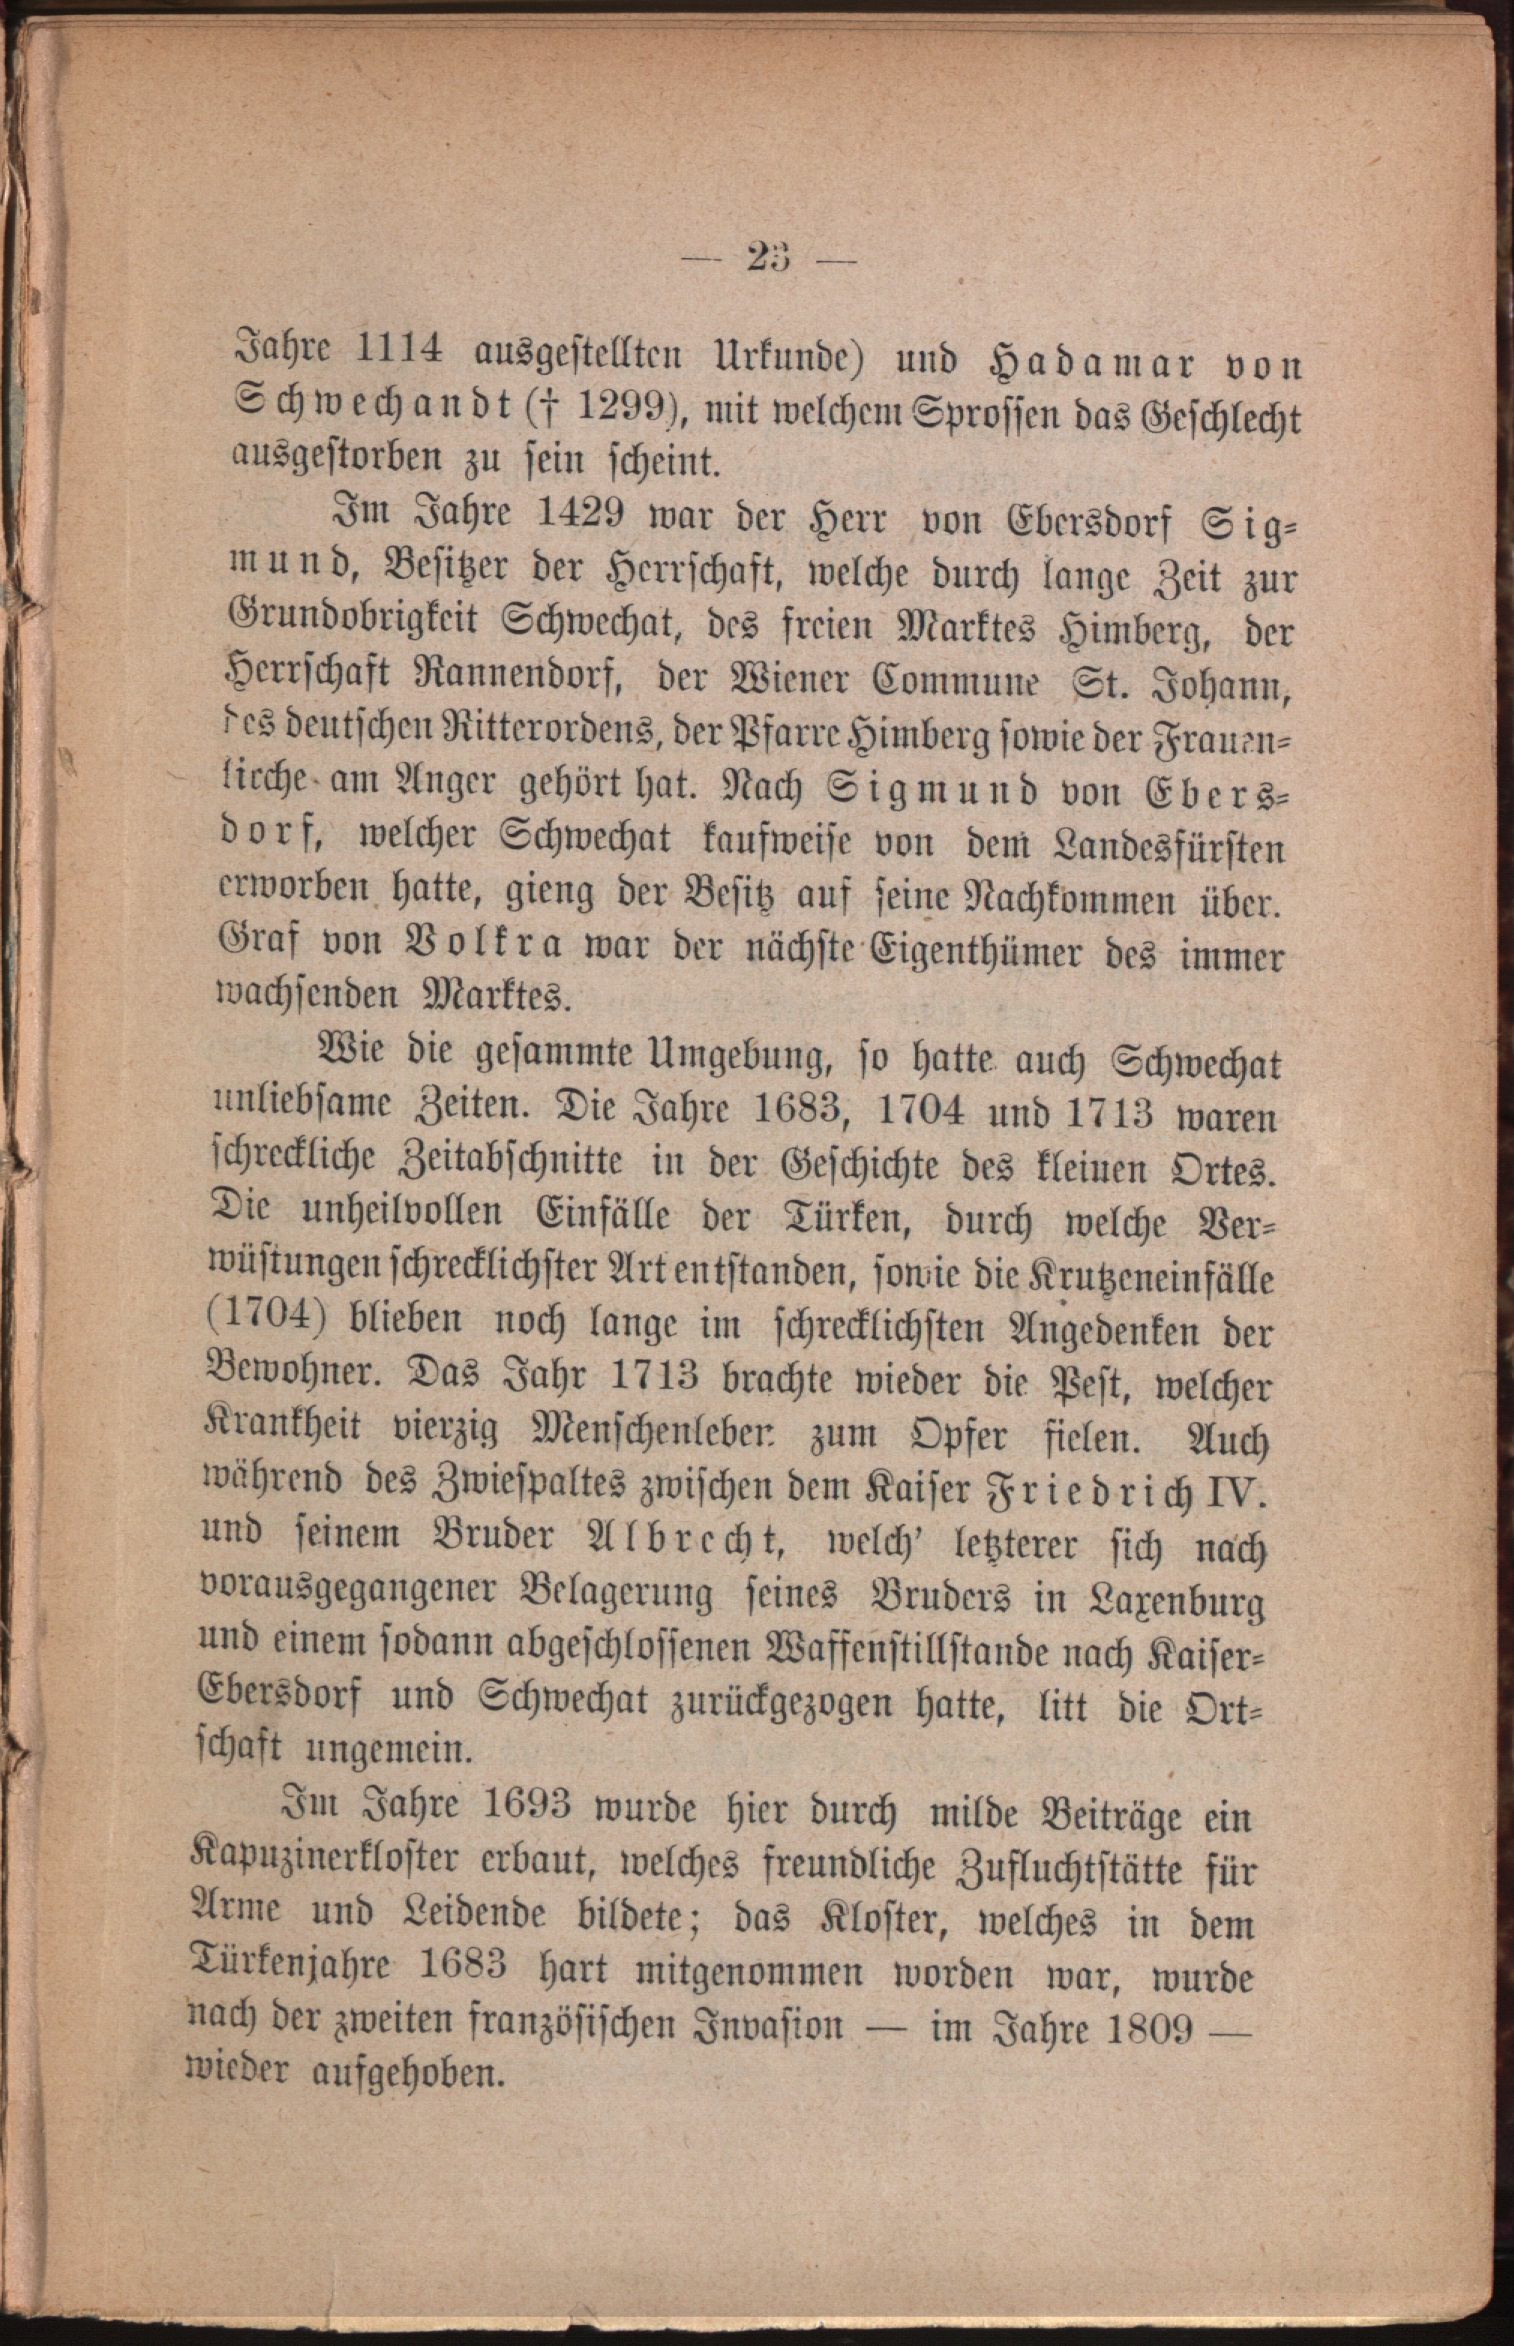 — 23 —
Jahre 1114 ausgestellten Urkunde) und Hadamar von
Schwechandt († 1299), mit welchem Sprossen das Geschlecht
ausgestorben zu sein scheint.
Im Jahre 1429 war der Herr von Ebersdorf Sig-
mund, Besitzer der Herrschaft, welche durch lange Zeit zur
Grundobrigkeit Schwechat, des freien Marktes Himberg, der
Herrschaft Rannendorf, der Wiener Commune St. Johann,
des deutschen Ritterordens, der Pfarre Himberg sowie der Frauen-
kirche am Anger gehört hat. Nach Sigmund von Ebers-
dorf, welcher Schwechat kaufweise von dem Landesfürsten
erworben hatte, gieng der Besitz auf seine Nachkommen über.
Graf von Volkra war der nächste Eigenthümer des immer
wachsenden Marktes.
Wie die gesammte Umgebung, so hatte auch Schwechat
unliebsame Zeiten. Die Jahre 1683, 1704 und 1713 waren
schreckliche Zeitabschnitte in der Geschichte des kleinen Ortes.
Die unheilvollen Einfälle der Türken, durch welche Ver-
wüstungen schrecklichster Art entstanden, sowie die Krutzeneinfälle
(1704) blieben noch lange im schrecklichsten Angedenken der
Bewohner. Das Jahr 1713 brachte wieder die Pest, welcher
Krankheit vierzig Menschenleben zum Opfer fielen. Auch
während des Zwiespaltes zwischen dem Kaiser Friedrich IV.
und seinem Bruder Albrecht, welch' letzterer sich nach
vorausgegangener Belagerung seines Bruders in Laxenburg
und einem sodann abgeschlossenen Waffenstillstande nach Kaiser-
Ebersdorf und Schwechat zurückgezogen hatte, litt die Ort-
schaft ungemein.
Im Jahre 1693 wurde hier durch milde Beiträge ein
Kapuzinerkloster erbaut, welches freundliche Zufluchtstätte für
Arme und Leidende bildete; das Kloster, welches in dem
Türkenjahre 1683 hart mitgenommen worden war, wurde
nach der zweiten französischen Invasion — im Jahre 1809 —
wieder aufgehoben.